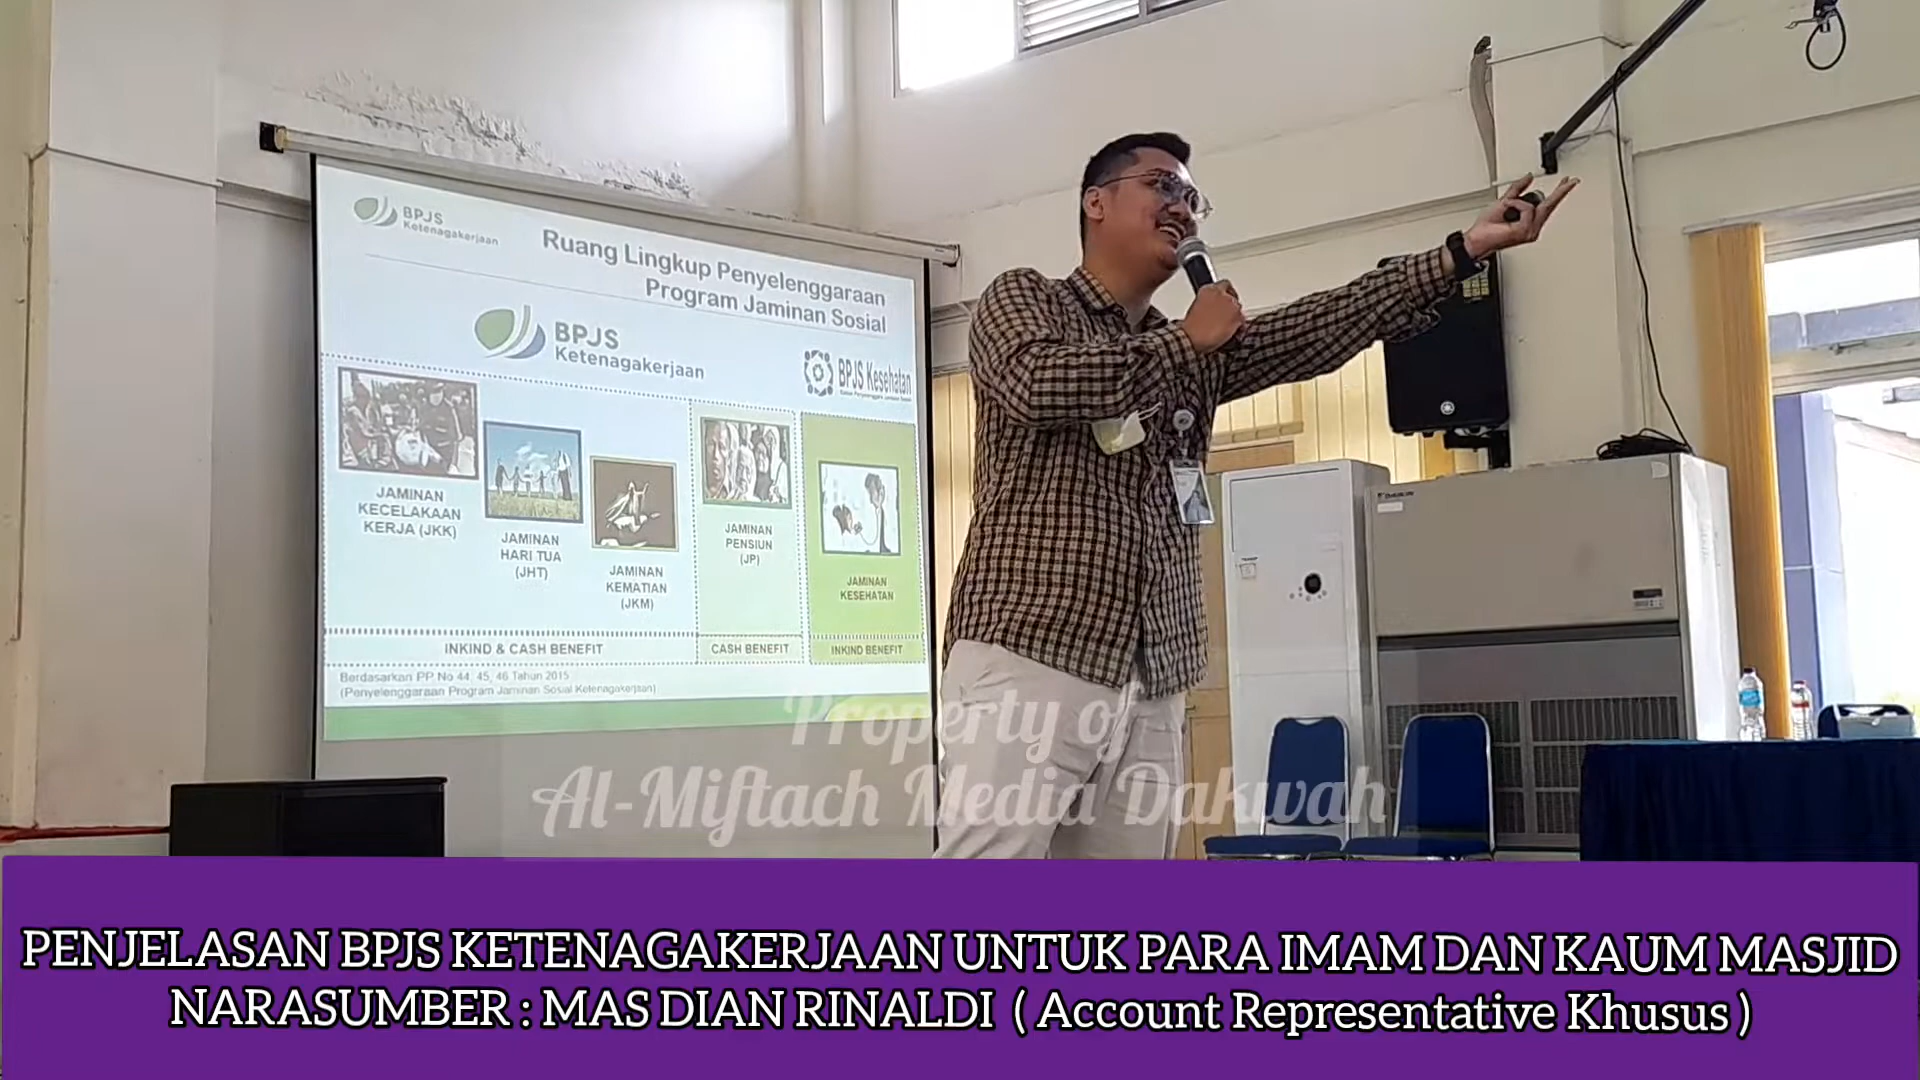 BPJS
Ketenagakerjaan
Ruang Lingkup Penyelenggaraan
Program Jaminan Sosial
BPJS
Ketenagakerjaan
BPJS Kesehatan
JAMINAN
KECELAKAAN
KERJA (JKK)
JAMINAN
HARI TUA
(JHT)
JAMINAN
KEMATIAN
(JKM)
JAMINAN
PENSIUN
(JP)
JAMINAN
KESEHATAN
INKIND & CASH BENEFIT
CASH BENEFIT
INKIND BENEFIT
Berdasarkan PP No 44, 45, 46 Tahun 2015
(Penyelenggaraan Program Jaminan Sosial Ketenagakerjaan)
DAIKIN
Property of
Al-Miftach Media Dakwah
PENJELASAN BPJS KETENAGAKERJAAN UNTUK PARA IMAM DAN KAUM MASJID
NARASUMBER : MAS DIAN RINALDI ( Account Representative Khusus )